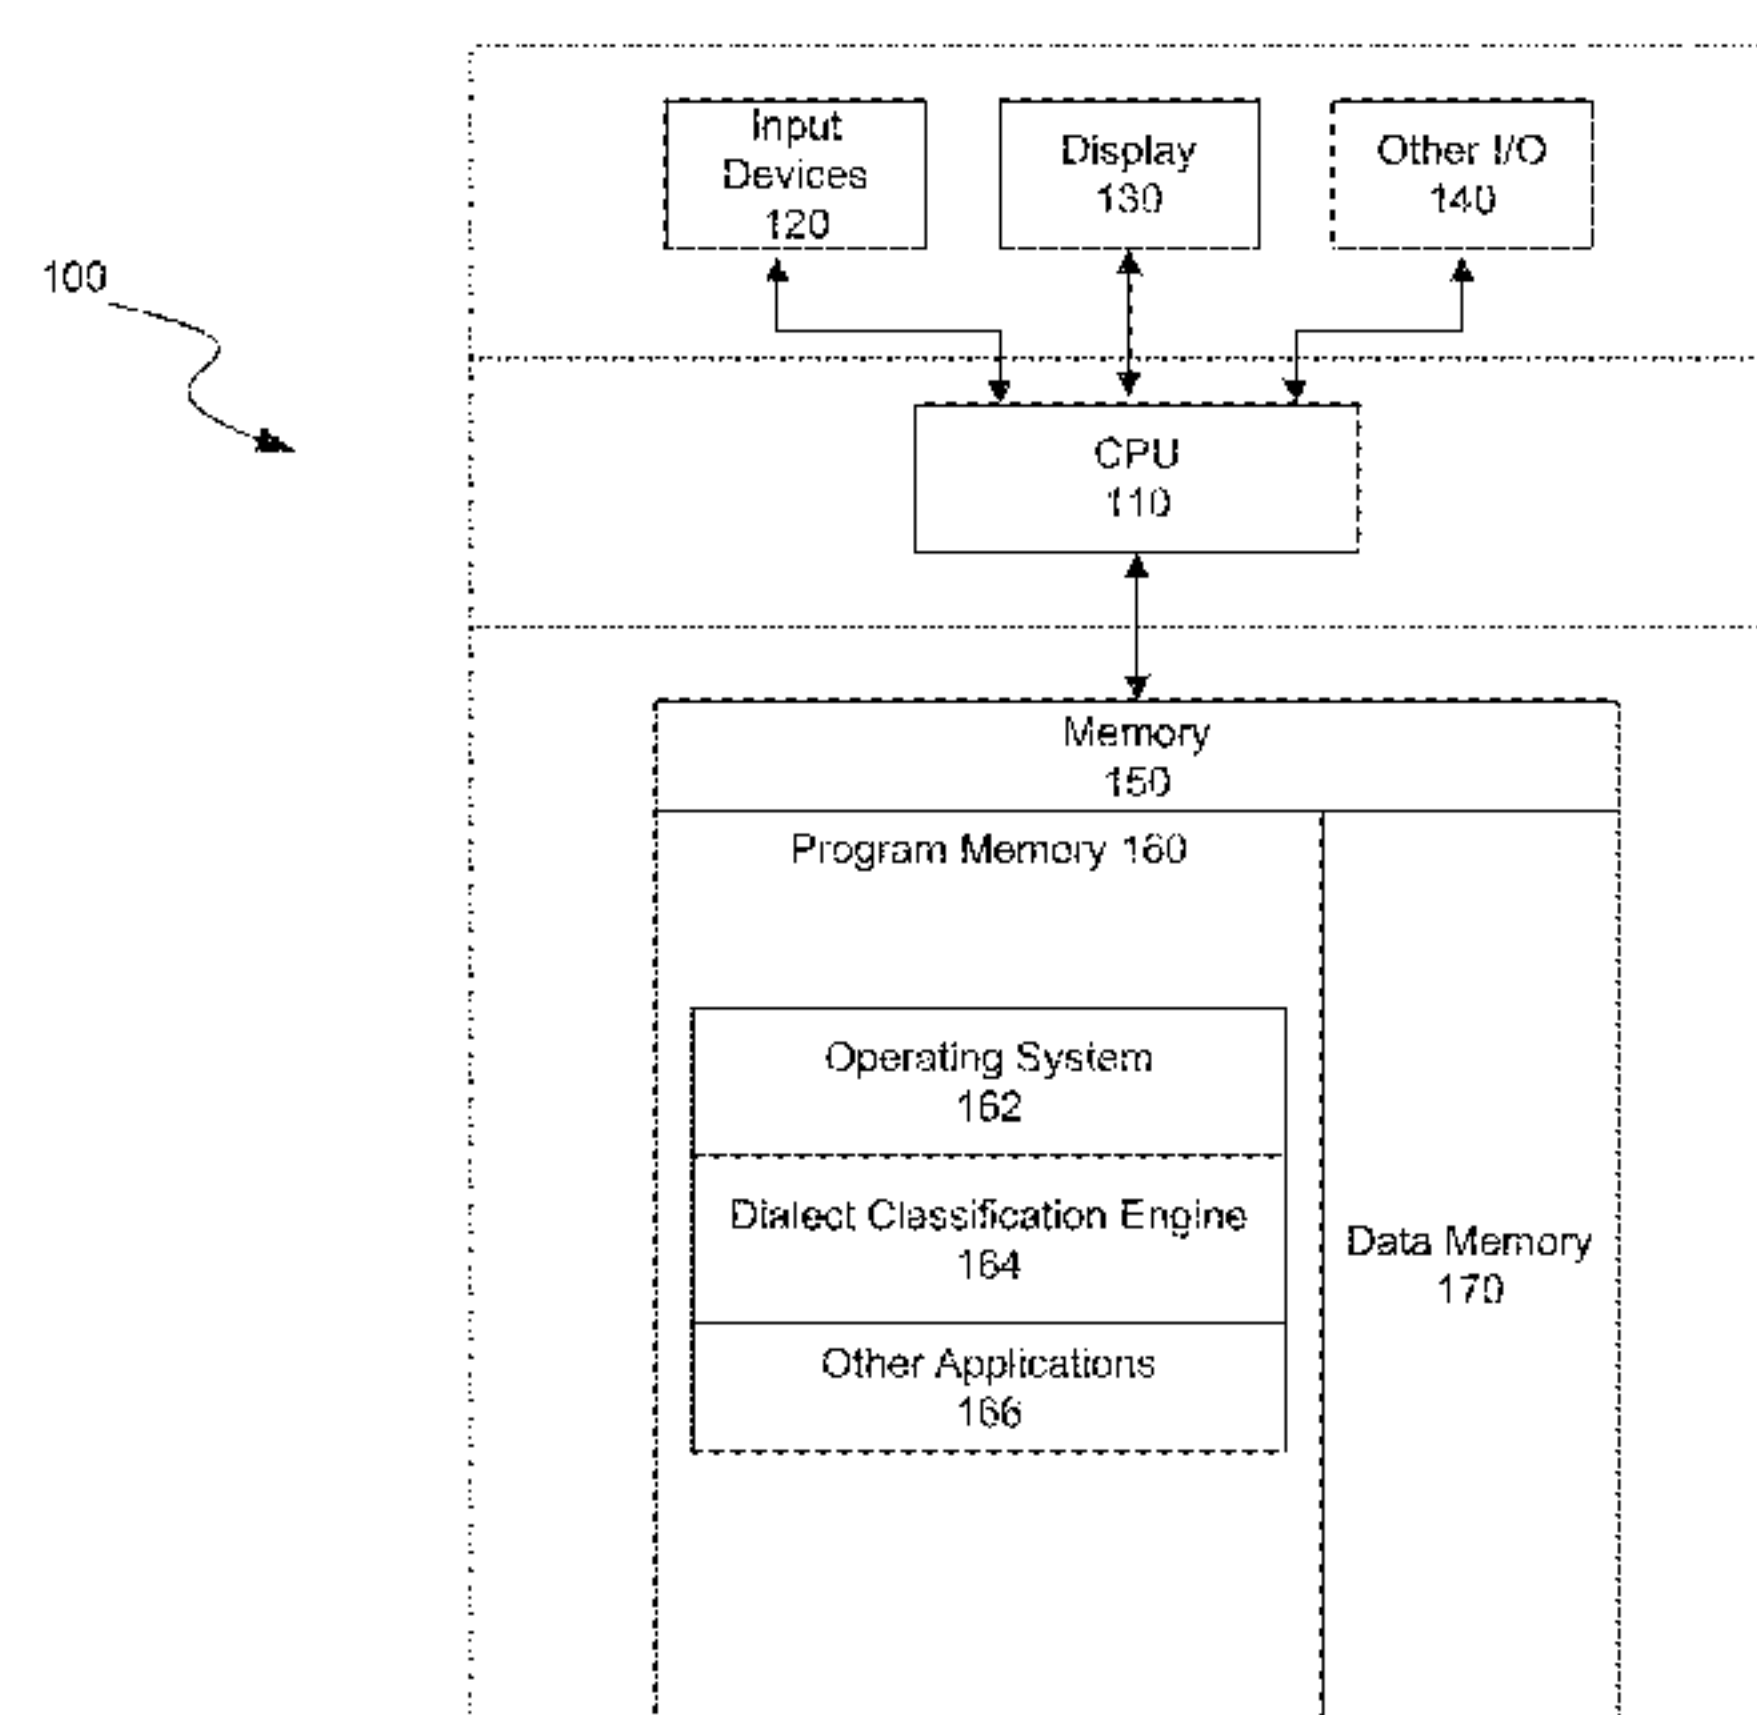 Input
Devices
120
Display
130
Other I/O
140
100
CPU
110
Memory
150
Program Memory 160
Operating System
162
Dialect Classification Engine
164
Data Memory
170
Other Applications
166